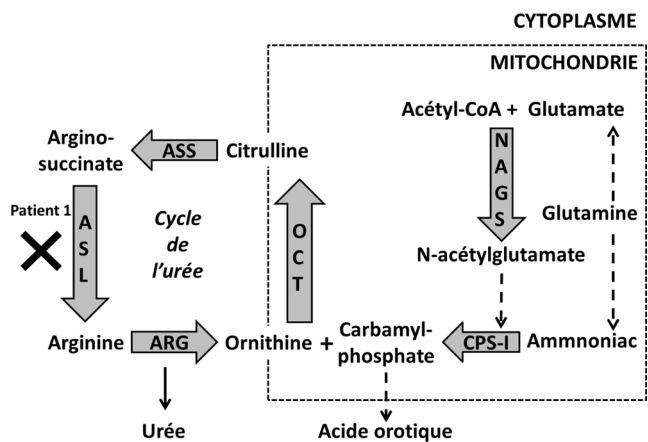 CYTOPLASME
MITOCHONDRIE
Acétyl-CoA + Glutamate
Argino-
succinate
ASS
Citrulline
NAGS
Patient 1
ASL
Cycle
de
l'urée
OCT
Glutamine
N-acétylglutamate
Arginine
ARG
Ornithine + Carbamyl-
phosphate
CPS-I
Ammnoniac
Urée
Acide orotique